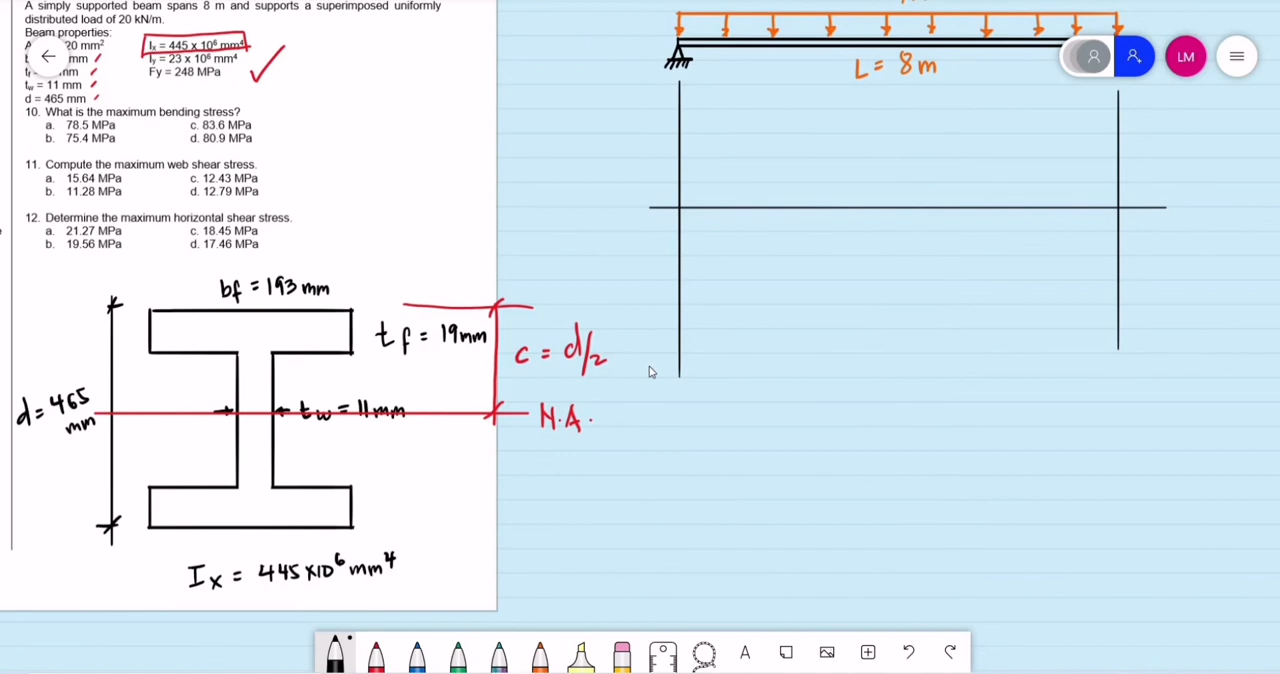 A simply supported beam spans 8 m and supports a superimposed uniformly
distributed load of 20 kN/m.
Beam properties:
20 mm² Ix = 445 x 10⁶ mm⁴
mm Iy = 23 x 10⁶ mm⁴
mm Fy = 248 MPa
tw = 11 mm
d = 465 mm
10. What is the maximum bending stress?
a. 78.5 MPa c. 83.6 MPa
b. 75.4 MPa d. 80.9 MPa
11. Compute the maximum web shear stress.
a. 15.64 MPa c. 12.43 MPa
b. 11.28 MPa d. 12.79 MPa
12. Determine the maximum horizontal shear stress.
a. 21.27 MPa c. 18.45 MPa
b. 19.56 MPa d. 17.46 MPa
bf = 193 mm
tf = 19mm
c = d/2
d = 465
mm
tw = 11mm
N.A.
Ix = 445 x10⁶ mm⁴
L = 8m
LM
A